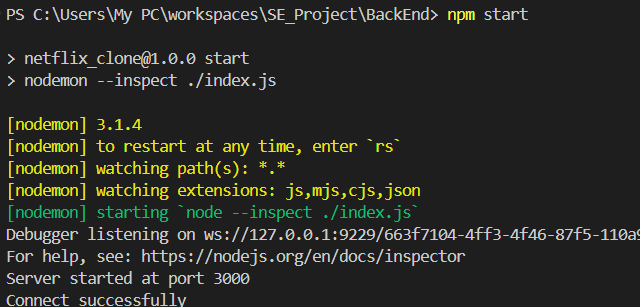 PS C:\Users\My PC\workspaces\SE_Project\BackEnd> npm start
> netflix_clone@1.0.0 start
> nodemon --inspect ./index.js
[nodemon] 3.1.4
[nodemon] to restart at any time, enter `rs`
[nodemon] watching path(s): *.*
[nodemon] watching extensions: js,mjs,cjs,json
[nodemon] starting `node --inspect ./index.js`
Debugger listening on ws://127.0.0.1:9229/663f7104-4ff3-4f46-87f5-110a9
For help, see: https://nodejs.org/en/docs/inspector
Server started at port 3000
Connect successfully